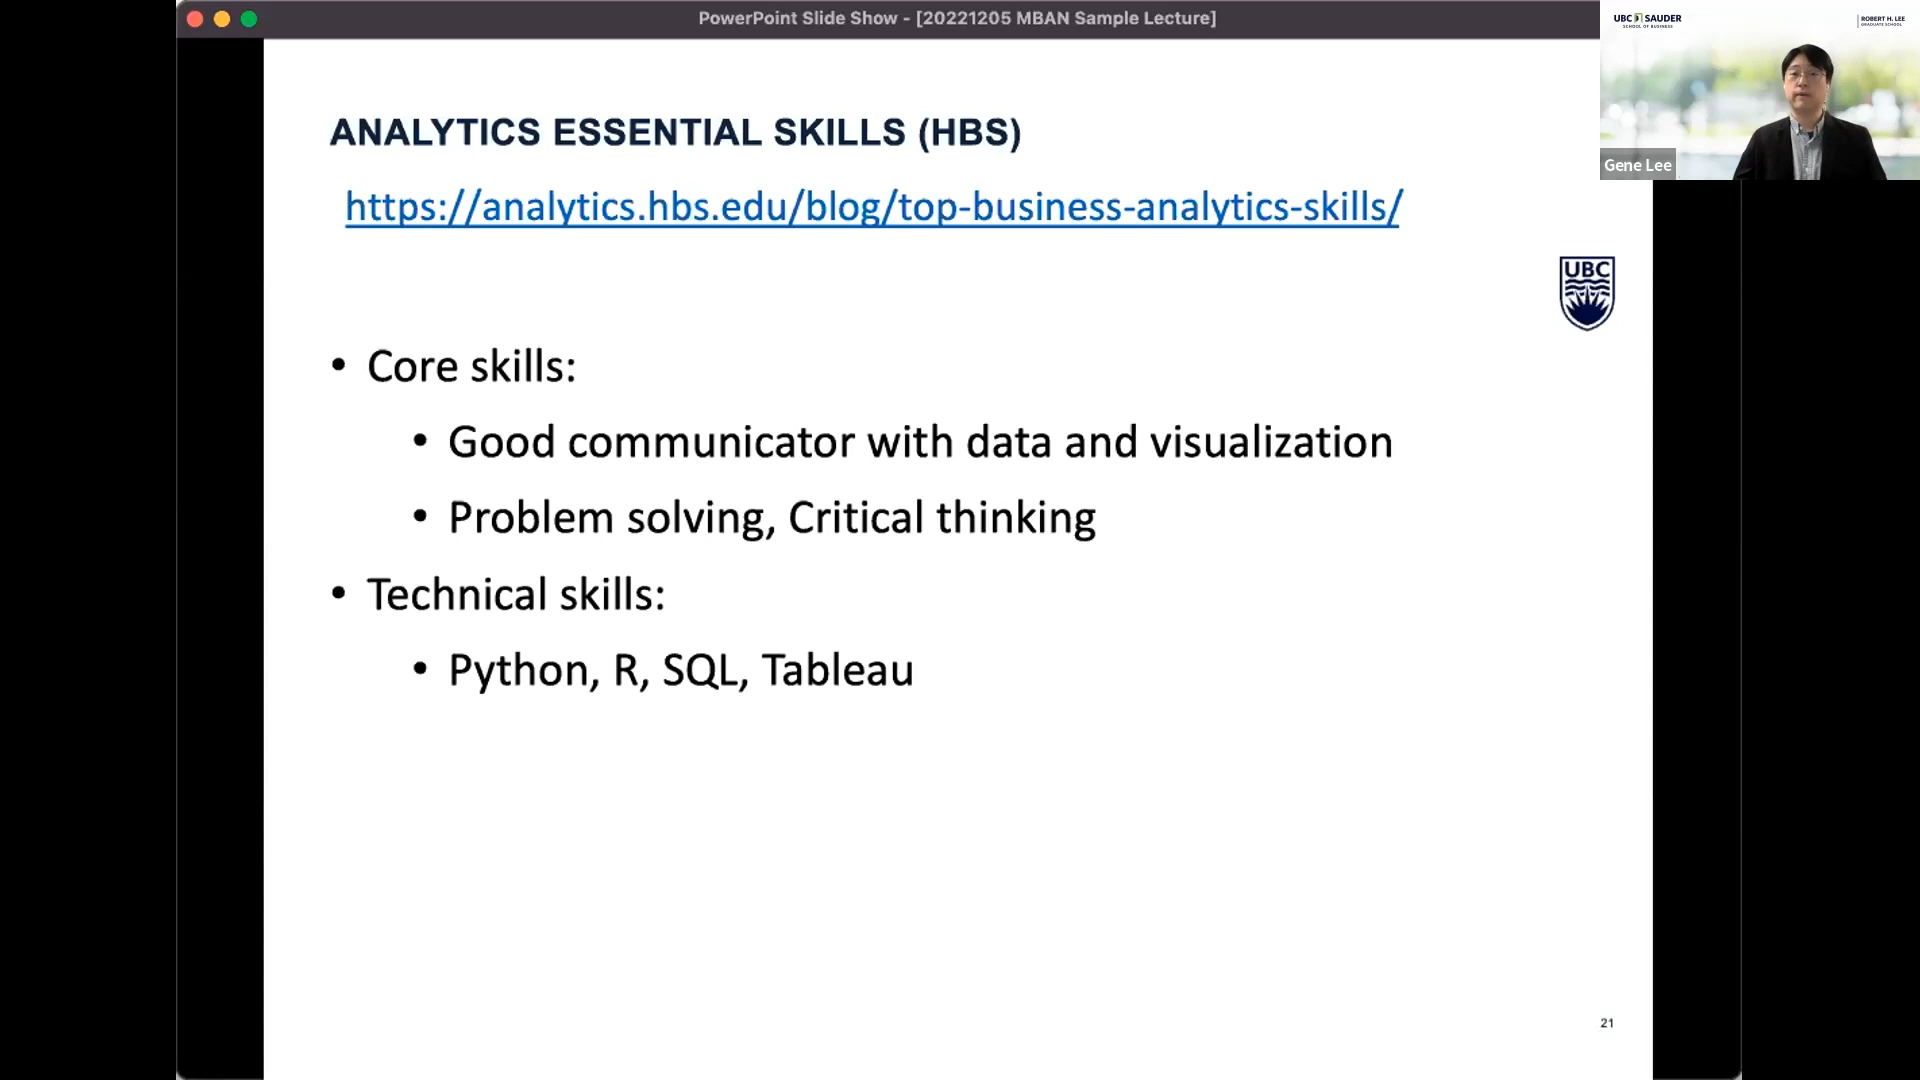 PowerPoint Slide Show - [20221205 MBAN Sample Lecture]
UBC SAUDER
SCHOOL OF BUSINESS
ROBERT H. LEE
GRADUATE SCHOOL
Gene Lee
ANALYTICS ESSENTIAL SKILLS (HBS)
https://analytics.hbs.edu/blog/top-business-analytics-skills/
UBC
• Core skills:
• Good communicator with data and visualization
• Problem solving, Critical thinking
• Technical skills:
• Python, R, SQL, Tableau
21